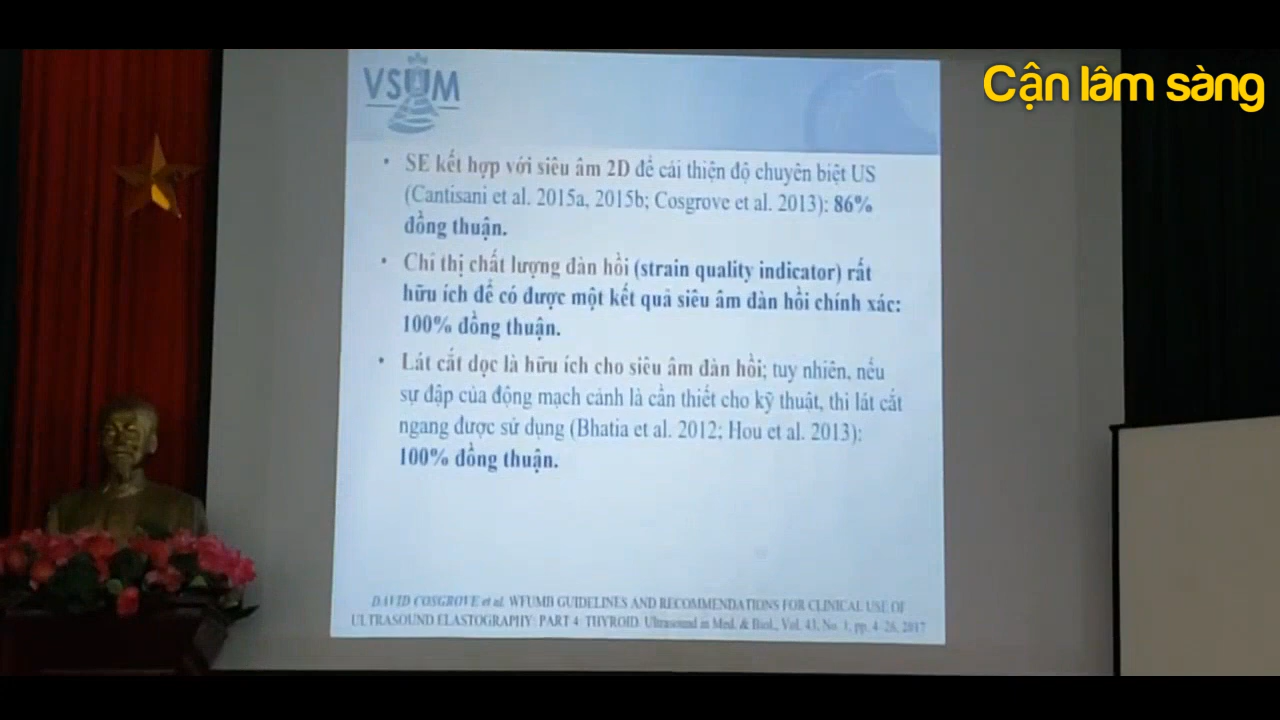 Cận lâm sàng
VSUM
• SE kết hợp với siêu âm 2D để cải thiện độ chuyên biệt US
(Cantisani et al. 2015a, 2015b; Cosgrove et al. 2013): 86%
đồng thuận.
• Chỉ thị chất lượng đàn hồi (strain quality indicator) rất
hữu ích để có được một kết quả siêu âm đàn hồi chính xác:
100% đồng thuận.
• Lát cắt dọc là hữu ích cho siêu âm đàn hồi; tuy nhiên, nếu
sự đập của động mạch cảnh là cần thiết cho kỹ thuật, thì lát cắt
ngang được sử dụng (Bhatia et al. 2012; Hou et al. 2013):
100% đồng thuận.
DAVID COSGROVE et al. WFUMB GUIDELINES AND RECOMMENDATIONS FOR CLINICAL USE OF
ULTRASOUND ELASTOGRAPHY: PART 4. THYROID. Ultrasound in Med. & Biol., Vol. 43, No. 1, pp. 4–26, 2017